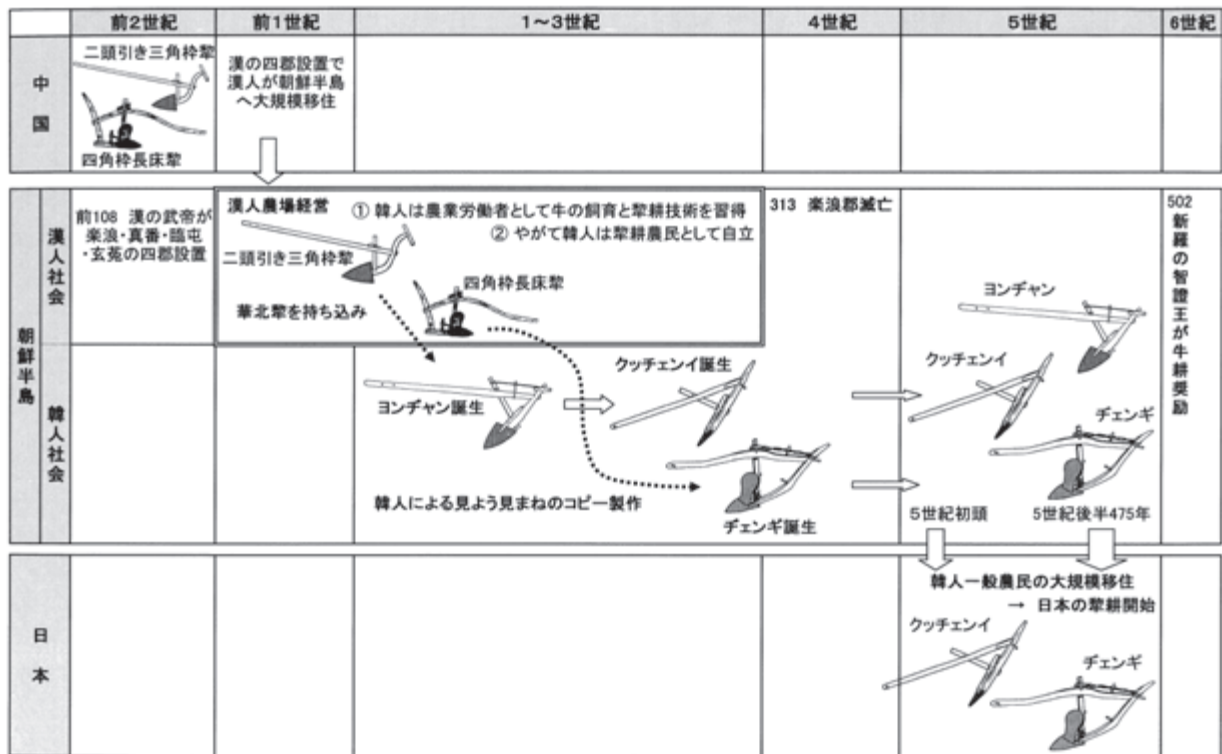 前2世紀
前1世紀
1～3世紀
4世紀
5世紀
6世紀
中国
二頭引き三角枠犂
四角枠長床犂
漢の四郡設置で
漢人が朝鮮半島
へ大規模移住
朝鮮半島
漢人社会
前108 漢の武帝が
楽浪・真番・臨屯
・玄菟の四郡設置
漢人農場経営
① 韓人は農業労働者として牛の飼育と犂耕技術を習得
② やがて韓人は犂耕農民として自立
二頭引き三角枠犂
四角枠長床犂
華北犂を持ち込み
313 楽浪郡滅亡
502
新羅の智證王が牛耕奨励
韓人社会
ヨンヂャン誕生
クッチェンイ誕生
ヂェンギ誕生
韓人による見よう見まねのコピー製作
ヨンヂャン
クッチェンイ
ヂェンギ
5世紀初頭
5世紀後半475年
日本
韓人一般農民の大規模移住
→ 日本の犂耕開始
クッチェンイ
ヂェンギ